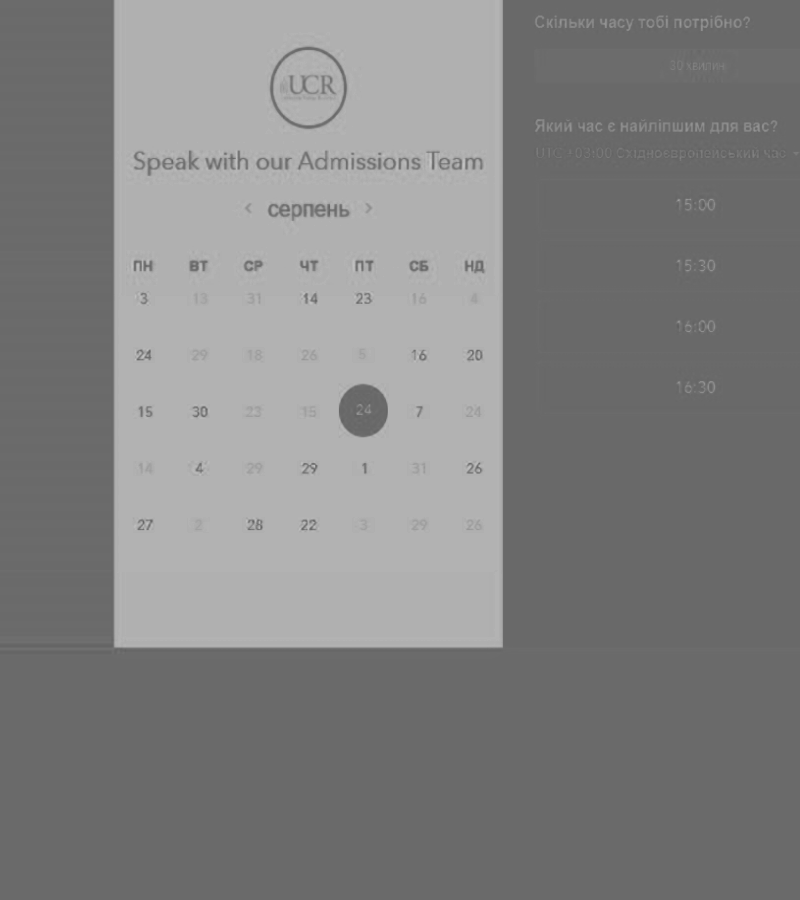 UCR
Speak with our Admissions Team
< серпень >
ПН ВТ СР ЧТ ПТ СБ НД
3 13 31 14 23 16 4
24 29 18 26 5 16 20
15 30 23 15 24 7 24
14 4 29 29 1 31 26
27 2 28 22 3 29 26
Скільки часу тобі потрібно?
30 хвилин
Який час є найліпшим для вас?
UTC +03:00 Східноєвропейський час
15:00
15:30
16:00
16:30